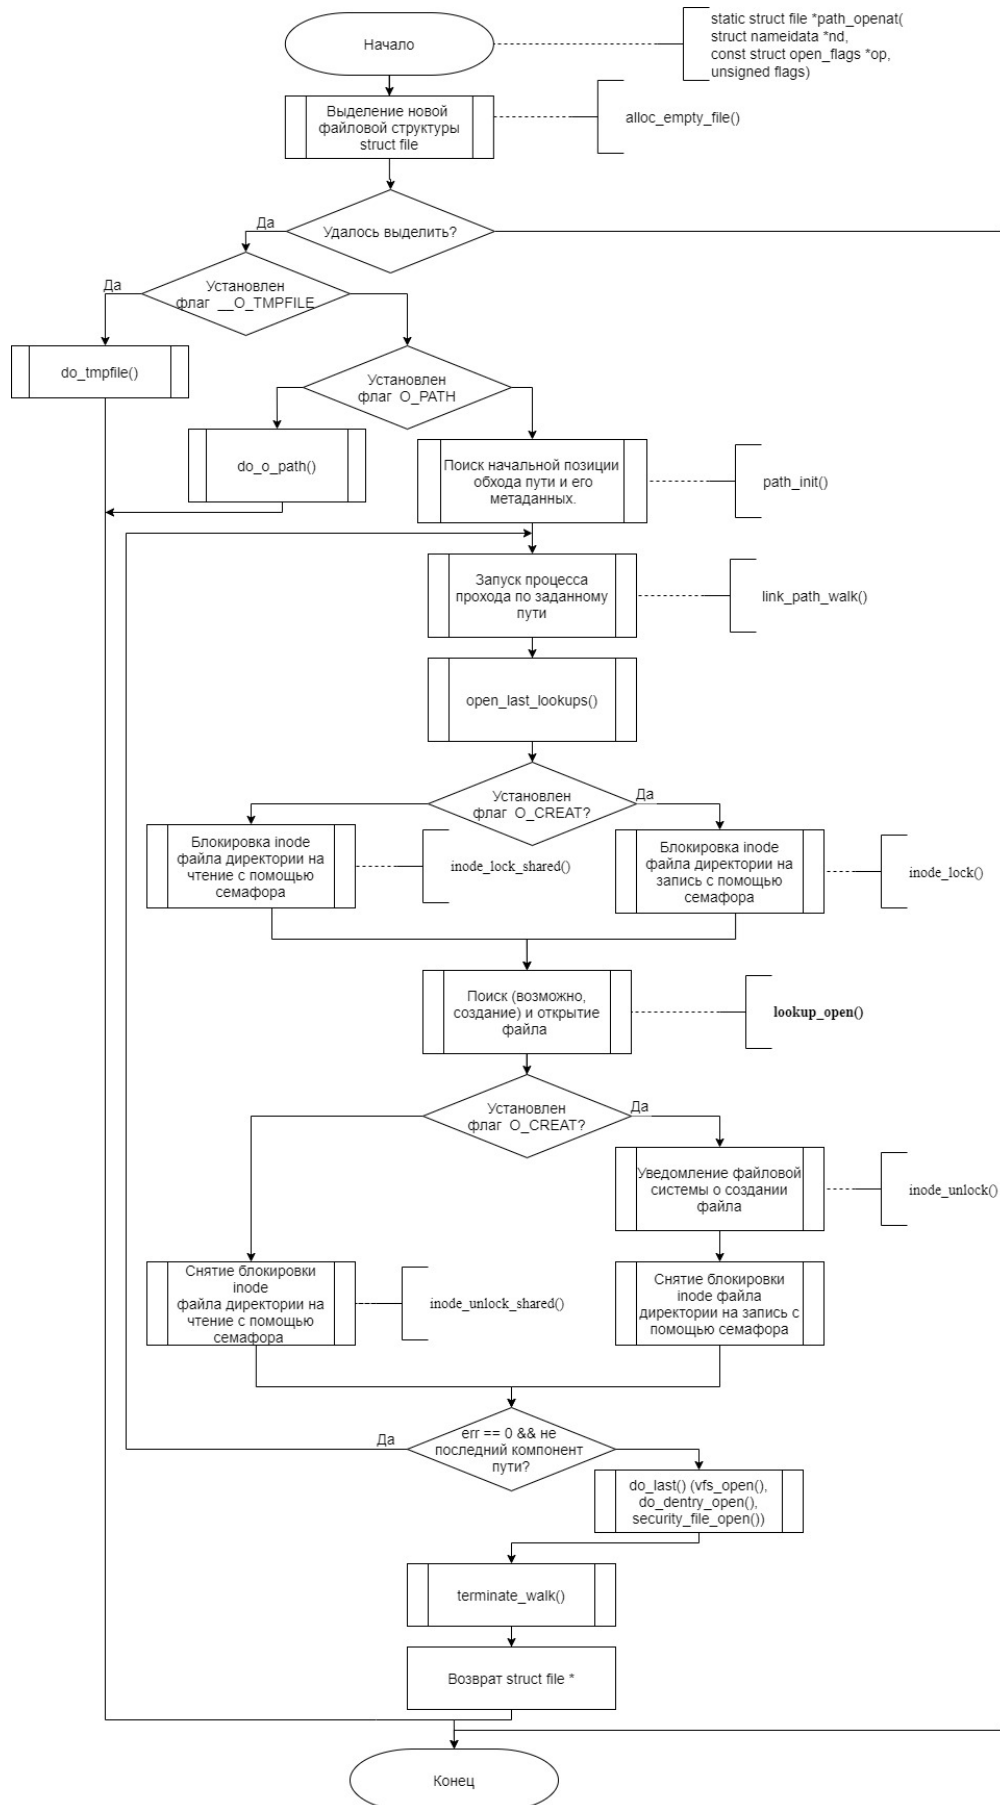 Начало
static struct file *path_openat(
struct nameidata *nd,
const struct open_flags *op,
unsigned flags)
Выделение новой
файловой структуры
struct file
alloc_empty_file()
Удалось выделить?
Да
Установлен
флаг __O_TMPFILE
Да
do_tmpfile()
Установлен
флаг O_PATH
do_o_path()
Поиск начальной позиции
обхода пути и его
метаданных.
path_init()
Запуск процесса
прохода по заданному
пути
link_path_walk()
open_last_lookups()
Установлен
флаг O_CREAT?
Да
Блокировка inode
файла директории на
чтение с помощью
семафора
inode_lock_shared()
Блокировка inode
файла директории на
запись с помощью
семафора
inode_lock()
Поиск (возможно,
создание) и открытие
файла
lookup_open()
Установлен
флаг O_CREAT?
Да
Уведомление файловой
системы о создании
файла
inode_unlock()
Снятие блокировки
inode
файла директории на
чтение с помощью
семафора
inode_unlock_shared()
Снятие блокировки
inode файла
директории на запись с
помощью семафора
err == 0 && не
последний компонент
пути?
Да
do_last() (vfs_open(),
do_dentry_open(),
security_file_open())
terminate_walk()
Возврат struct file *
Конец